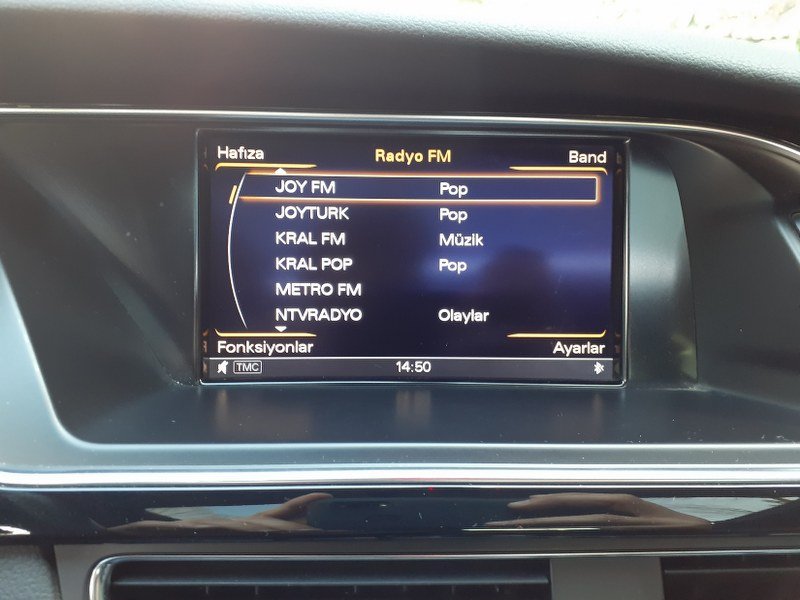 Hafıza Radyo FM Band
JOY FM Pop
JOYTURK Pop
KRAL FM Müzik
KRAL POP Pop
METRO FM
NTVRADYO Olaylar
Fonksiyonlar Ayarlar
TMC 14:50